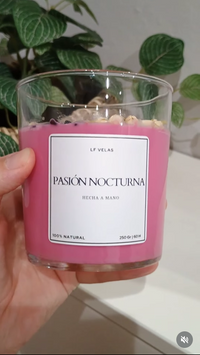 LF VELAS
PASIÓN NOCTURNA
HECHA A MANO
100% NATURAL